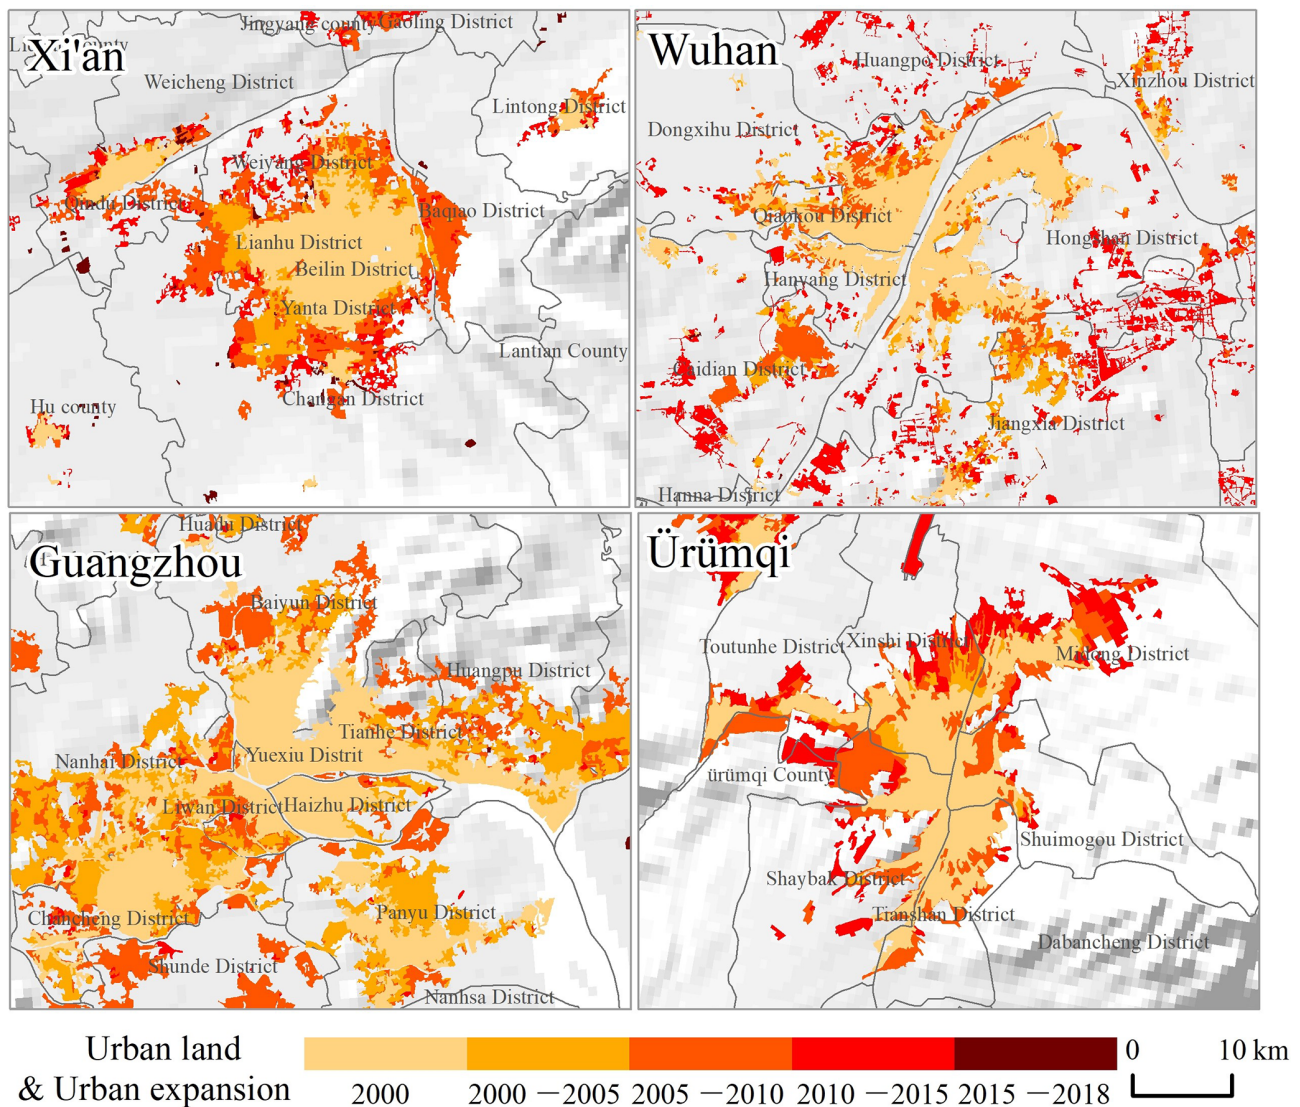 Jingyang county
Gaoling District
Xi'an
Weicheng District
Lintong District
Weiyang District
Qindu District
Baqiao District
Lianhu District
Beilin District
Yanta District
Lantian County
Changan District
Hu county
Wuhan
Huangpo District
Xinzhou District
Dongxihu District
Qiaokou District
Hongshan District
Hanyang District
Caidian District
Jiangxia District
Hanna District
Huadu District
Guangzhou
Baiyun District
Huangpu District
Tianhe District
Yuexiu Distrit
Nanhai District
Liwan District
Haizhu District
Panyu District
Chancheng District
Shunde District
Nanhsa District
Ürümqi
Toutunhe District
Xinshi District
Midong District
ürümqi County
Shuimogou District
Shaybak District
Tianshan District
Dabancheng District
Urban land
& Urban expansion
2000
2000 －2005
2005 －2010
2010 －2015
2015 －2018
0 10 km